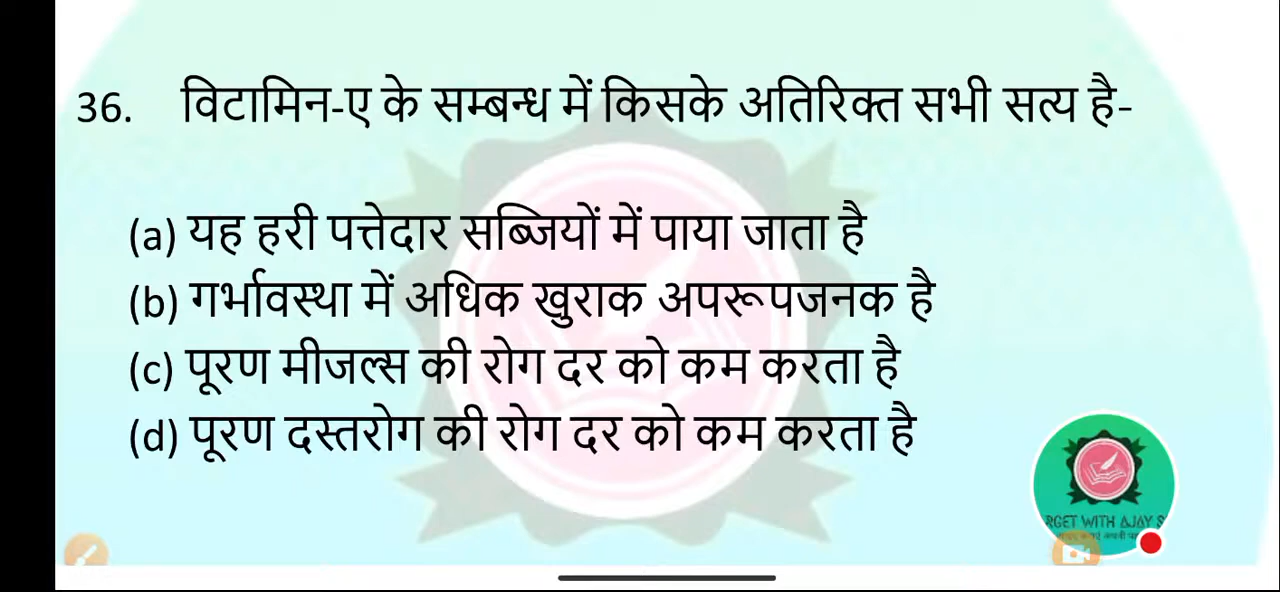 36. विटामिन-ए के सम्बन्ध में किसके अतिरिक्त सभी सत्य है-
(a) यह हरी पत्तेदार सब्जियों में पाया जाता है
(b) गर्भावस्था में अधिक खुराक अपरूपजनक है
(c) पूरण मीजल्स की रोग दर को कम करता है
(d) पूरण दस्तरोग की रोग दर को कम करता है
RGET WITH AJAY S